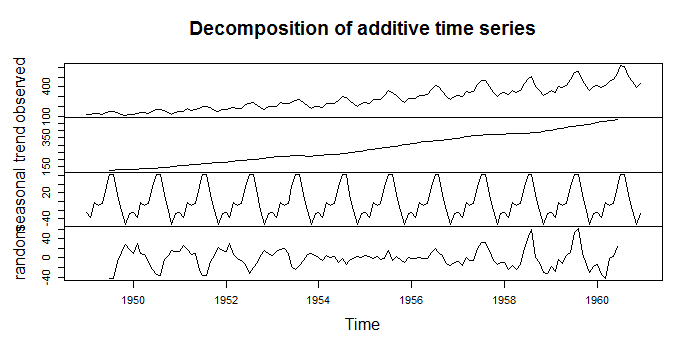 Decomposition of additive time series
observed
400
100
trend
350
150
seasonal
20
-40
random
40
0
-40
1950 1952 1954 1956 1958 1960
Time